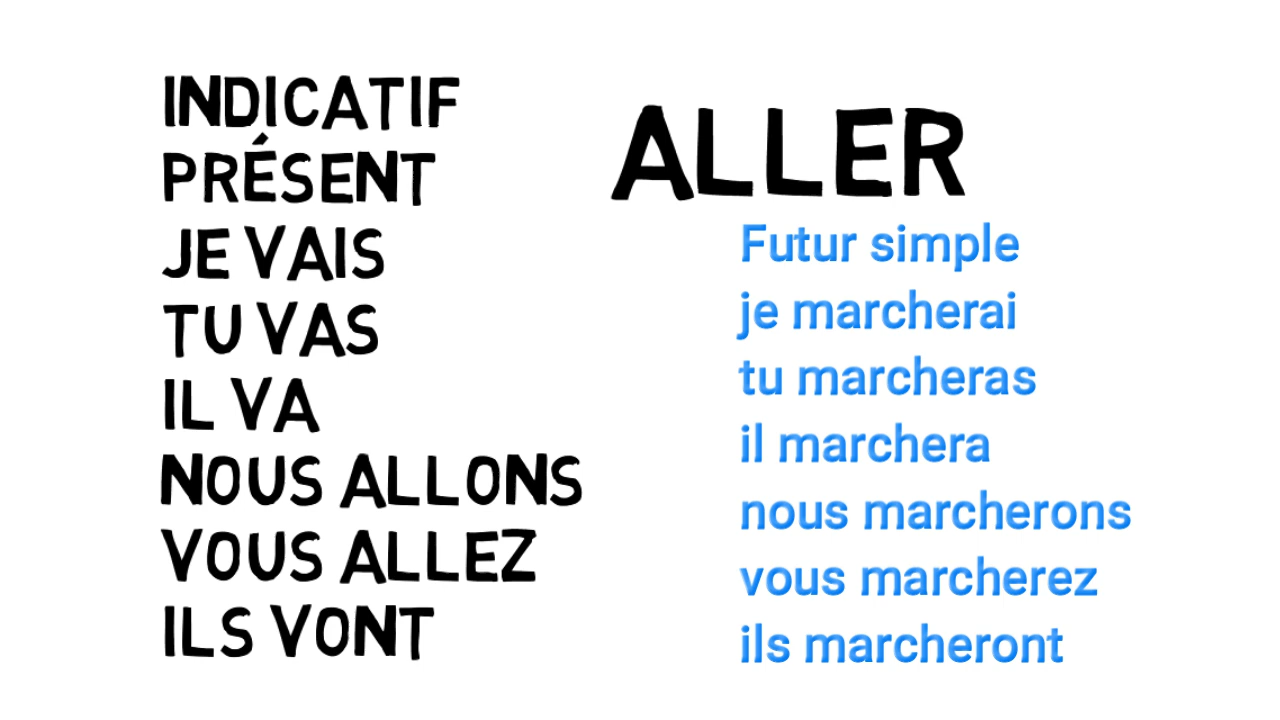 INDICATIF
PRÉSENT
JE VAIS
TU VAS
IL VA
NOUS ALLONS
VOUS ALLEZ
ILS VONT
ALLER
Futur simple
je marcherai
tu marcheras
il marchera
nous marcherons
vous marcherez
ils marcheront